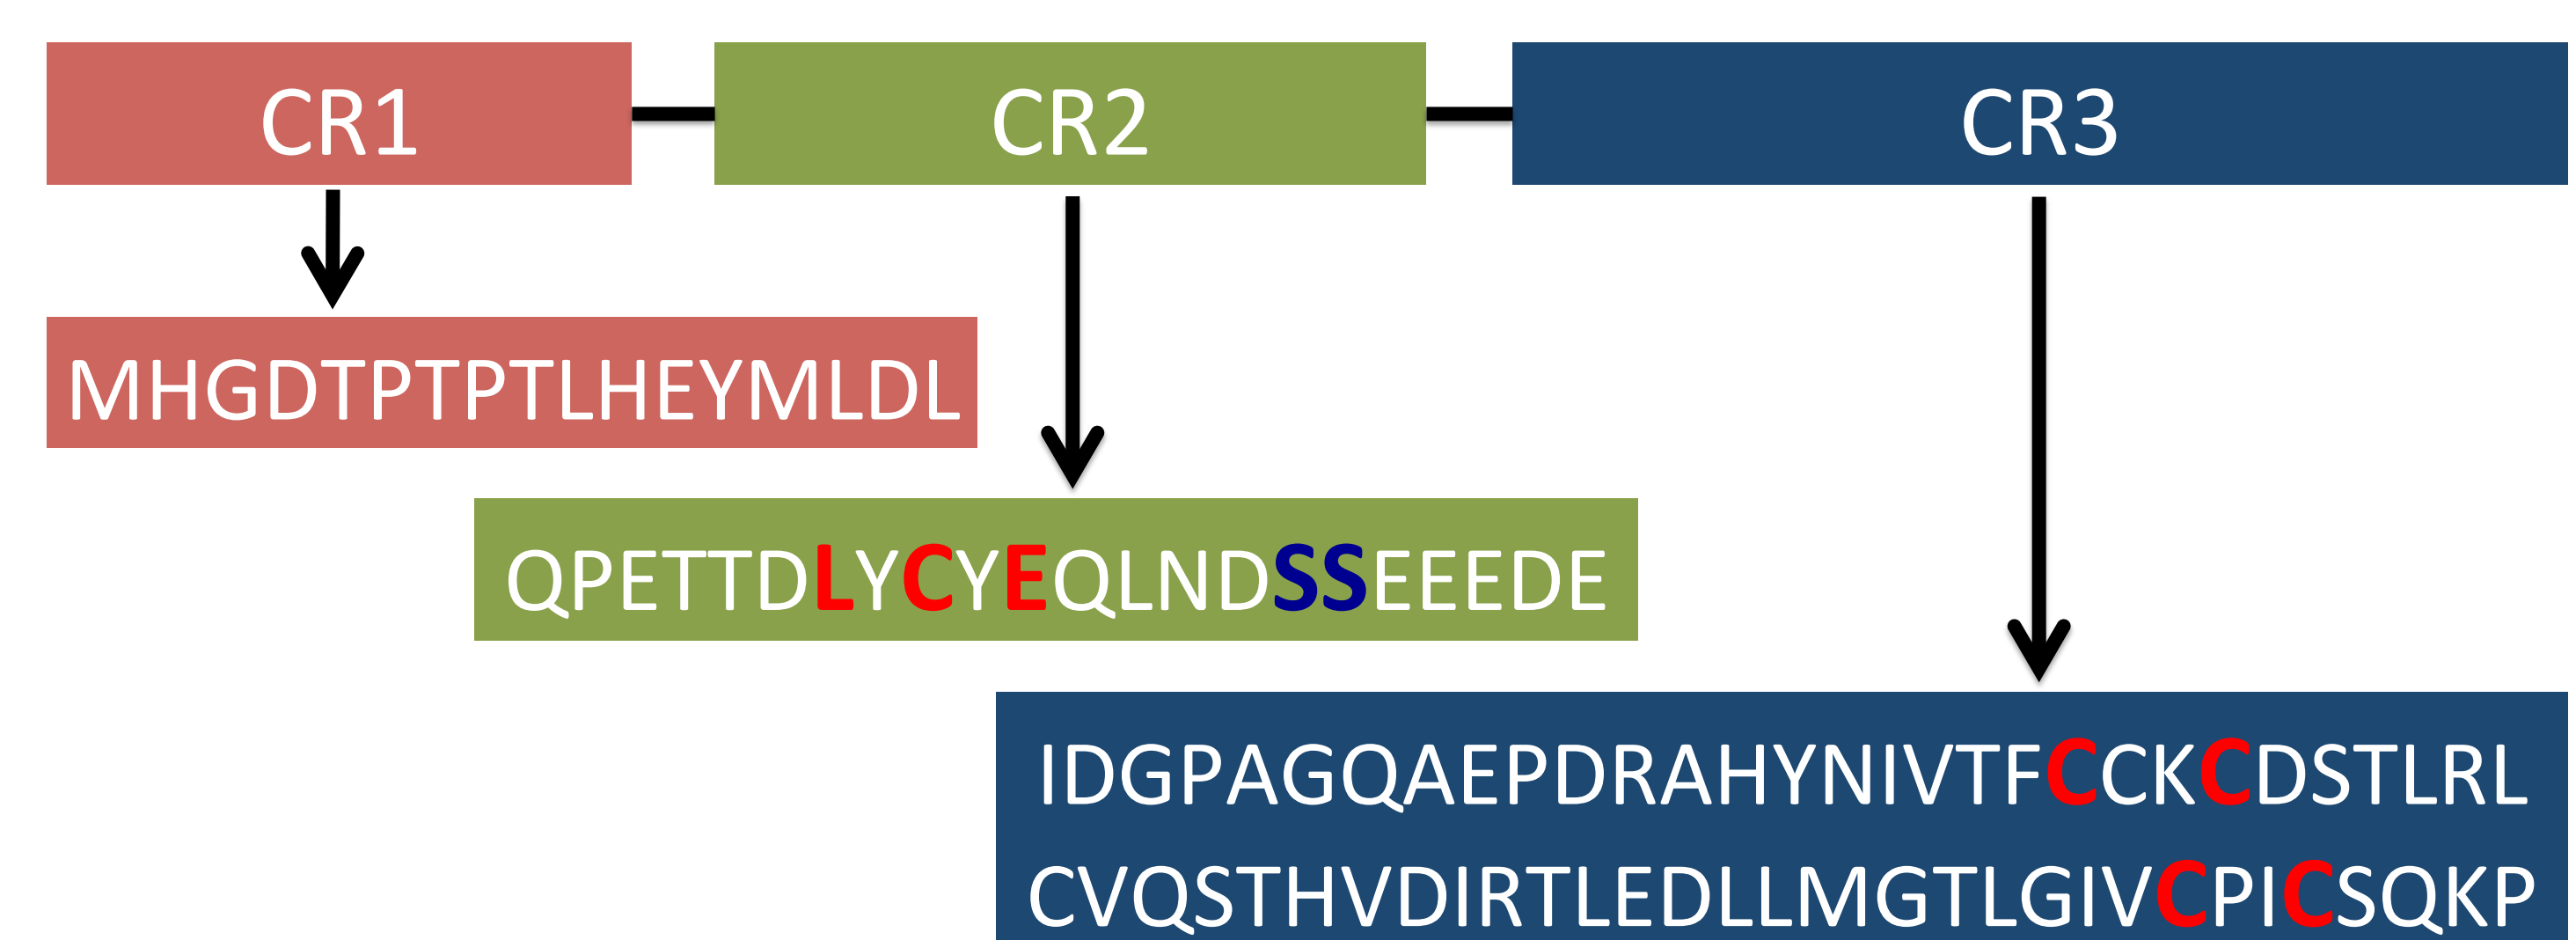 CR1 CR2 CR3
MHGDTPTPTLHEYMLDL
QPETTDLYCYEQLNDSSEEEDE
IDGPAGQAEPDRAHYNIVTFCCKCDSTLRL
CVQSTHVDIRTLEDLLMGTLGIVCPICSQKP